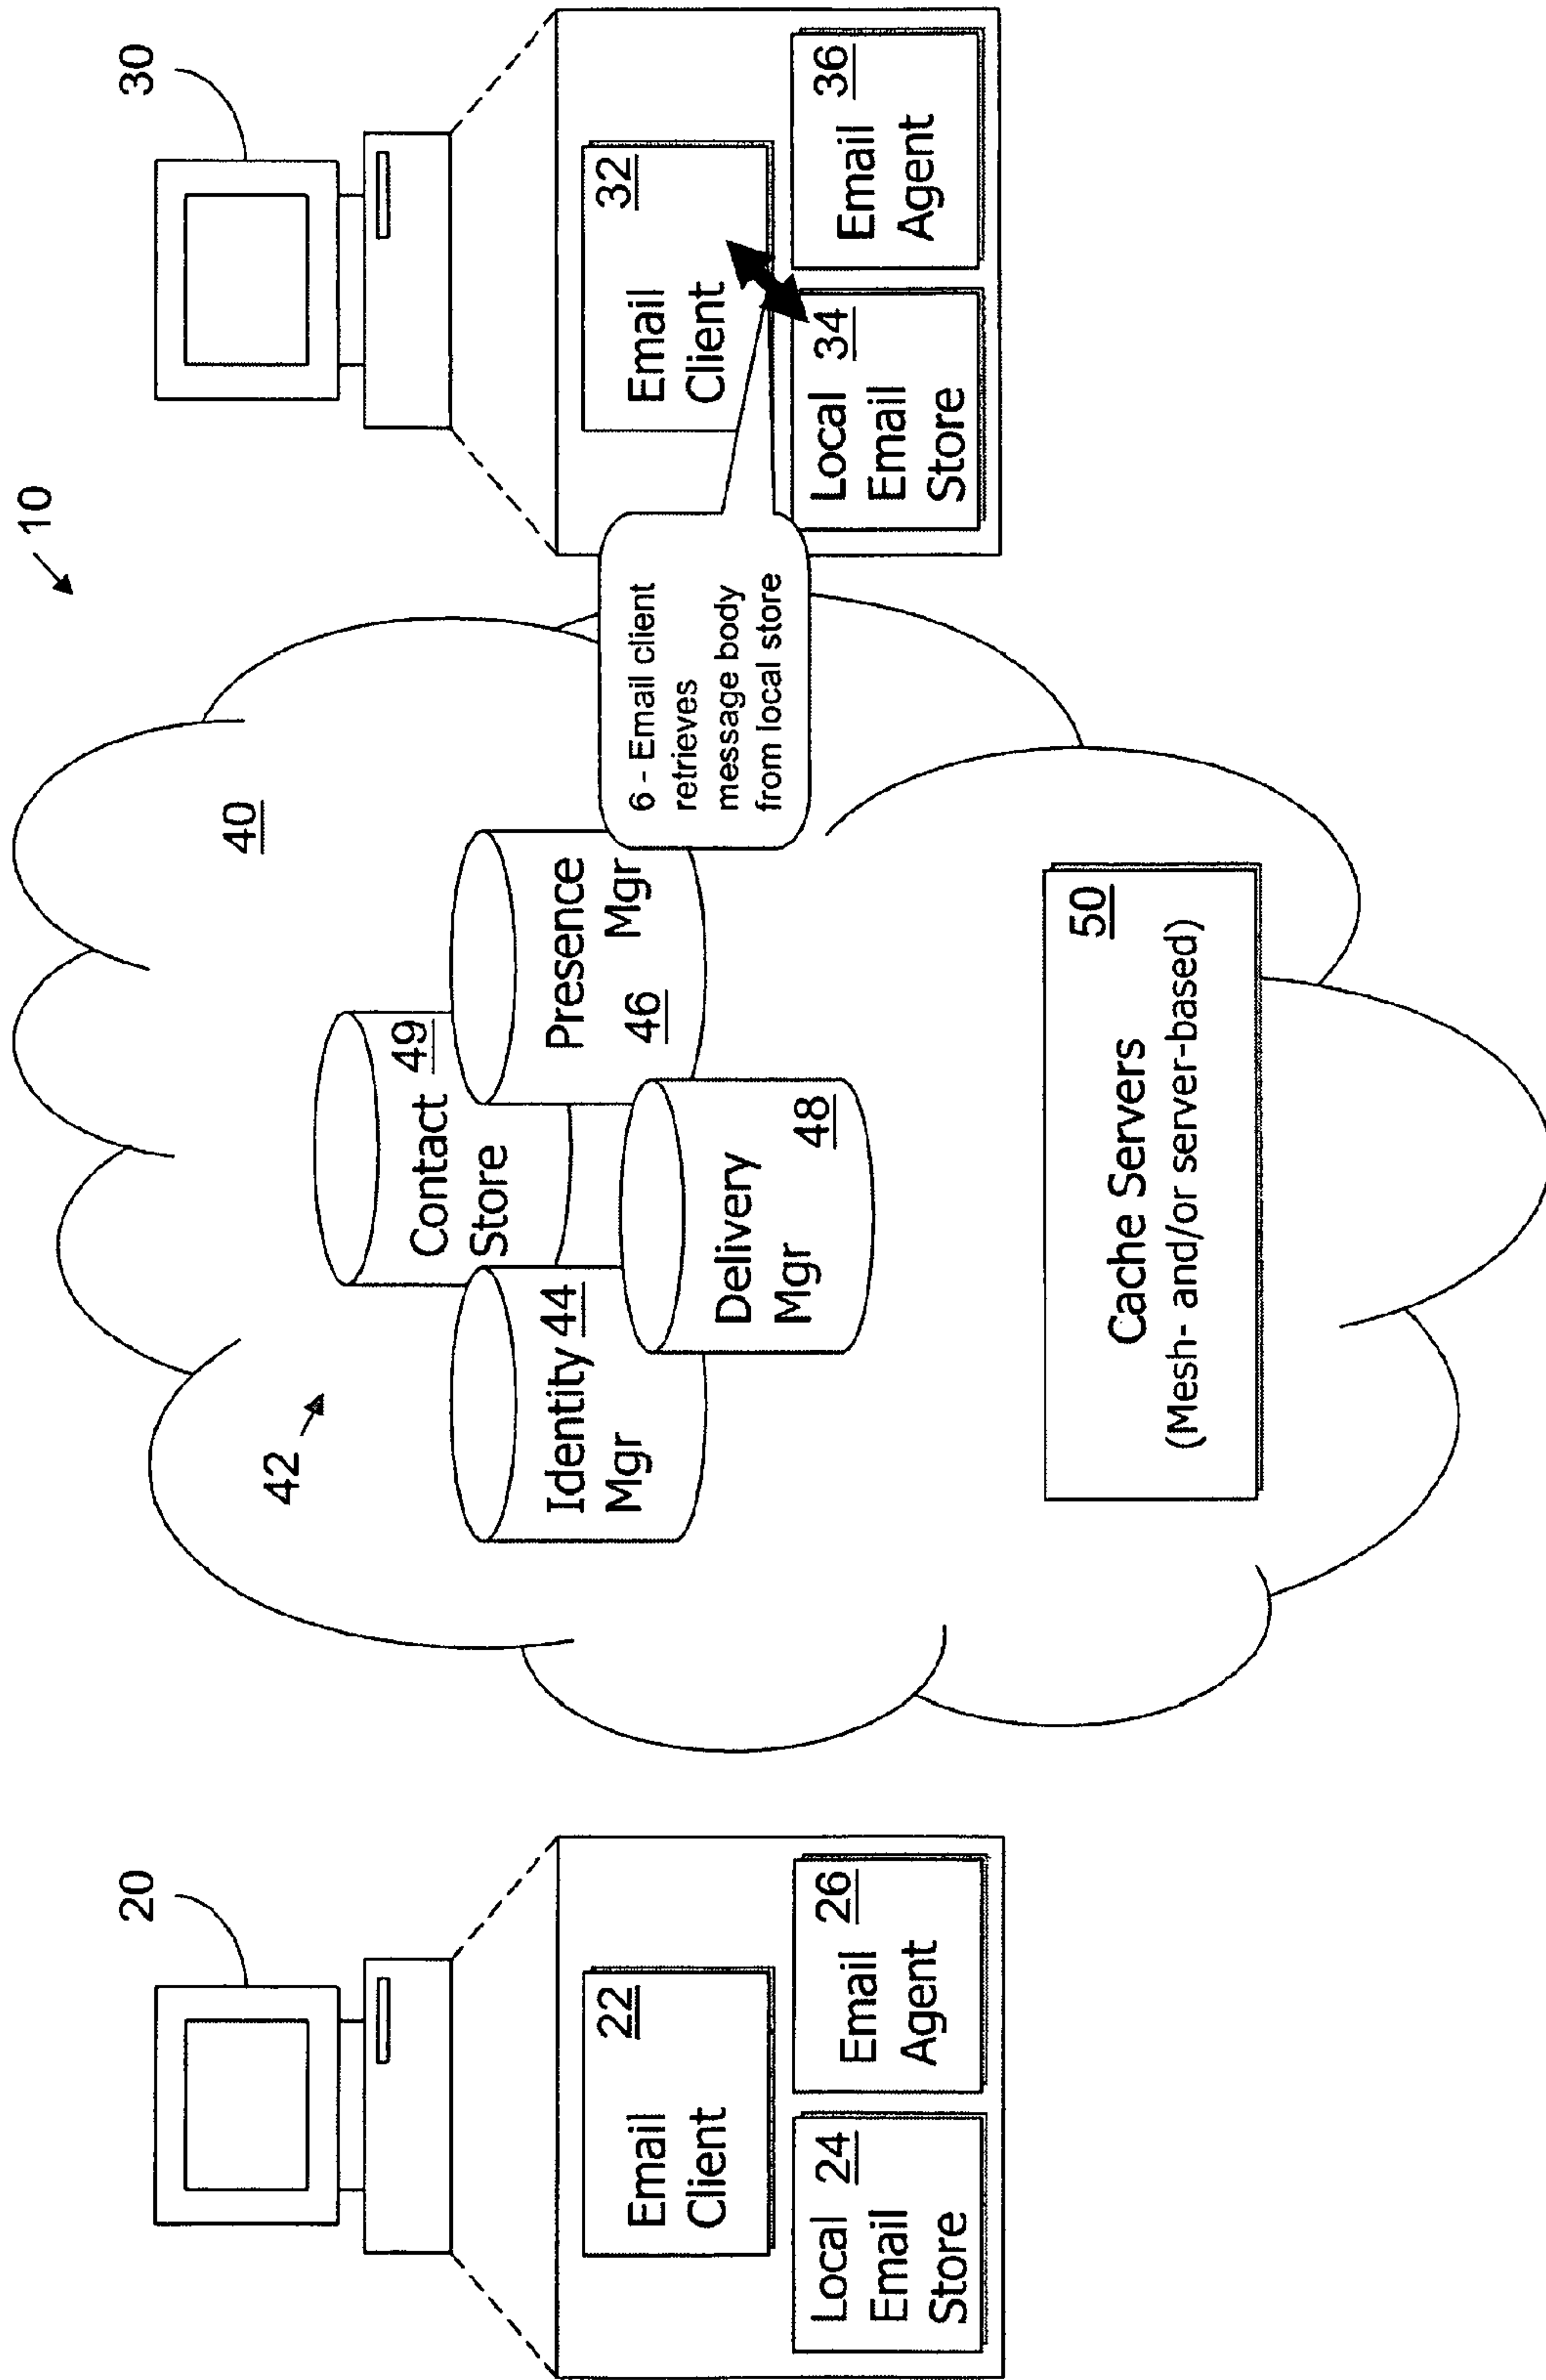 10
20
Email
Client
22
Local
Email
Store
24
Email
Agent
26
40
42
Contact
Store
49
Identity
Mgr
44
Presence
Mgr
46
Delivery
Mgr
48
Cache Servers
(Mesh- and/or server-based)
50
6 - Email client
retrieves
message body
from local store
30
Email
Client
32
Local
Email
Store
34
Email
Agent
36